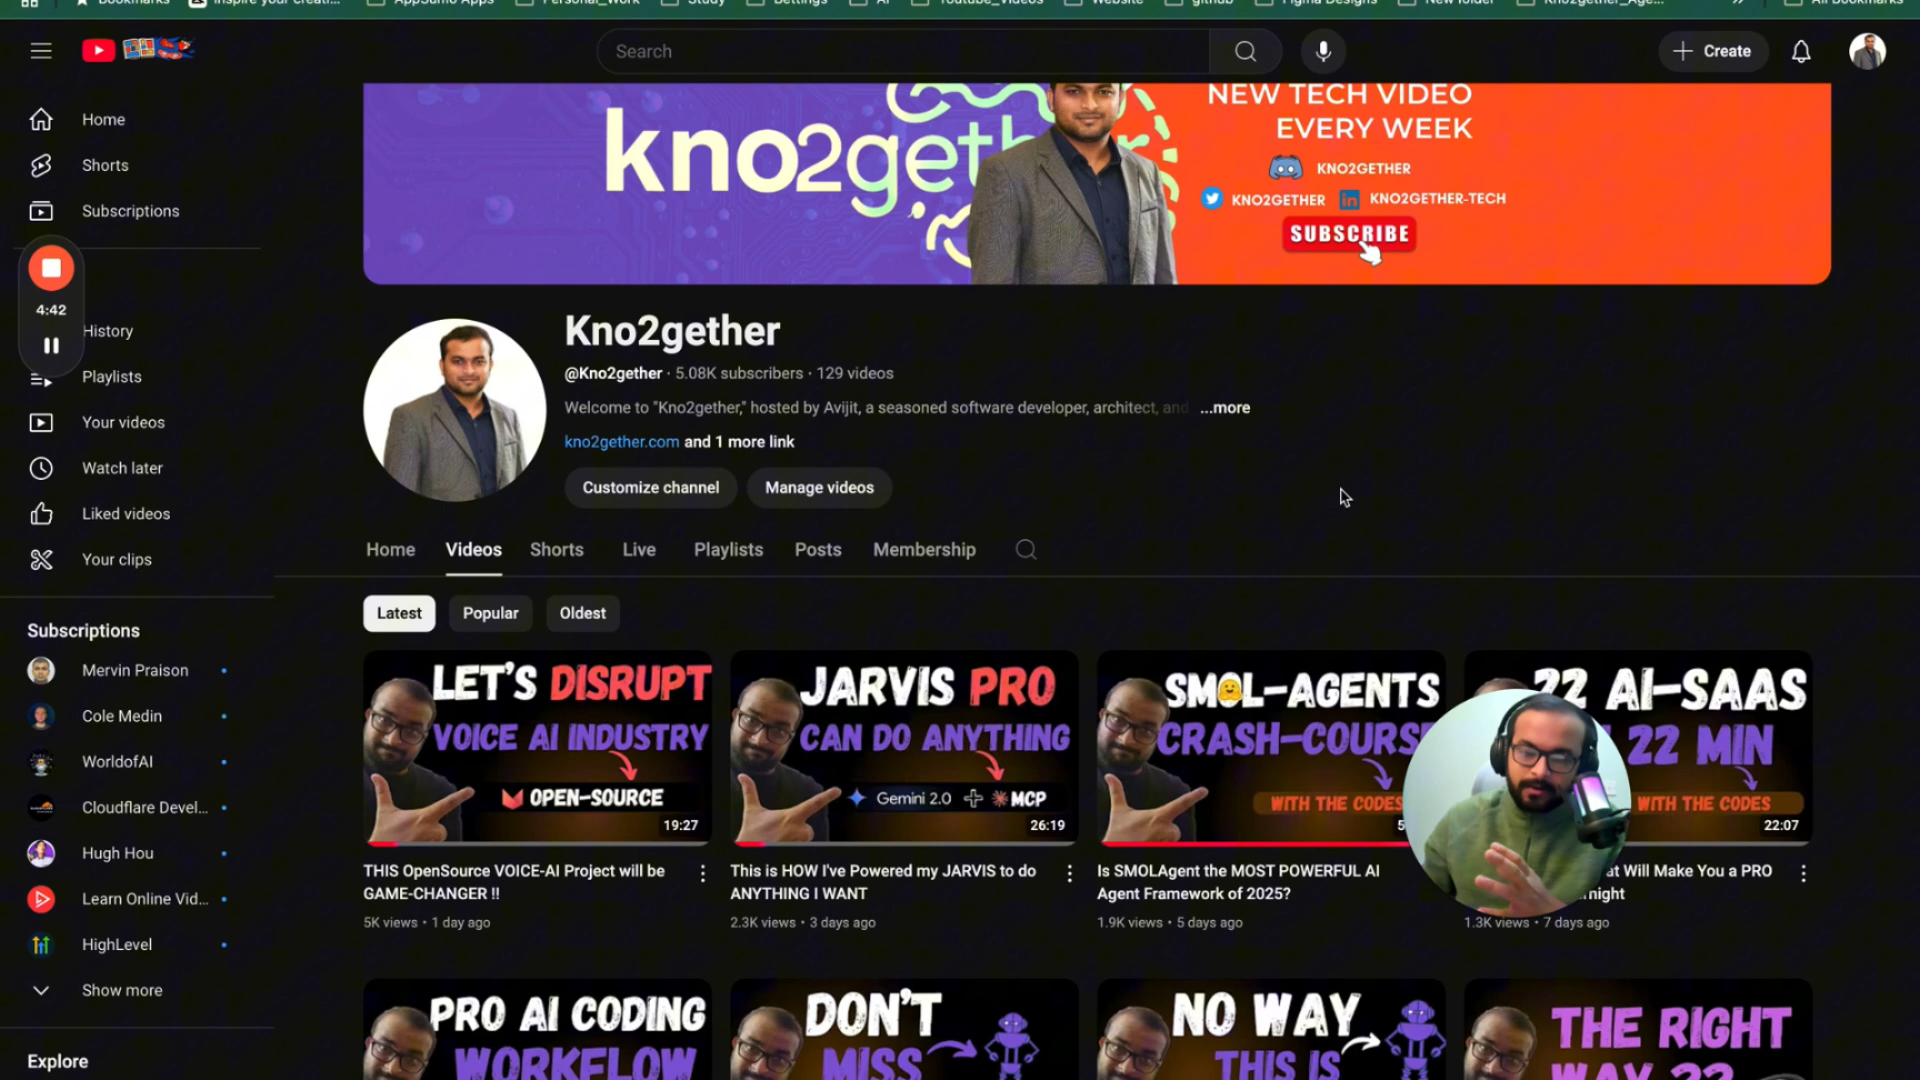 Bookmarks
Inspire your creati...
AppSumo Apps
Personal_Work
Study
Settings
AI
Youtube_Videos
Website
github
Figma Designs
New folder
Kno2gether_Age...
All Bookmarks
Search
Create
Home
Shorts
Subscriptions
4:42
History
Playlists
Your videos
Watch later
Liked videos
Your clips
Subscriptions
Mervin Praison
Cole Medin
WorldofAI
Cloudflare Devel...
Hugh Hou
Learn Online Vid...
HighLevel
Show more
Explore
kno2gether
NEW TECH VIDEO
EVERY WEEK
KNO2GETHER
KNO2GETHER
in
KNO2GETHER-TECH
SUBSCRIBE
Kno2gether
@Kno2gether · 5.08K subscribers · 129 videos
Welcome to "Kno2gether," hosted by Avijit, a seasoned software developer, architect, and ...more
kno2gether.com and 1 more link
Customize channel
Manage videos
Home
Videos
Shorts
Live
Playlists
Posts
Membership
Latest
Popular
Oldest
LET'S DISRUPT
VOICE AI INDUSTRY
OPEN-SOURCE
19:27
THIS OpenSource VOICE-AI Project will be
GAME-CHANGER !!
5K views • 1 day ago
JARVIS PRO
CAN DO ANYTHING
Gemini 2.0
MCP
26:19
This is HOW I've Powered my JARVIS to do
ANYTHING I WANT
2.3K views • 3 days ago
SMOL-AGENTS
CRASH-COURS
WITH THE CODES
5
Is SMOLAgent the MOST POWERFUL AI
Agent Framework of 2025?
1.9K views • 5 days ago
22 AI-SAAS
22 MIN
WITH THE CODES
22:07
at Will Make You a PRO
night
1.3K views • 7 days ago
PRO AI CODING
WORKFLOW
DON'T
MISS
NO WAY
THIS IS
THE RIGHT
WAY